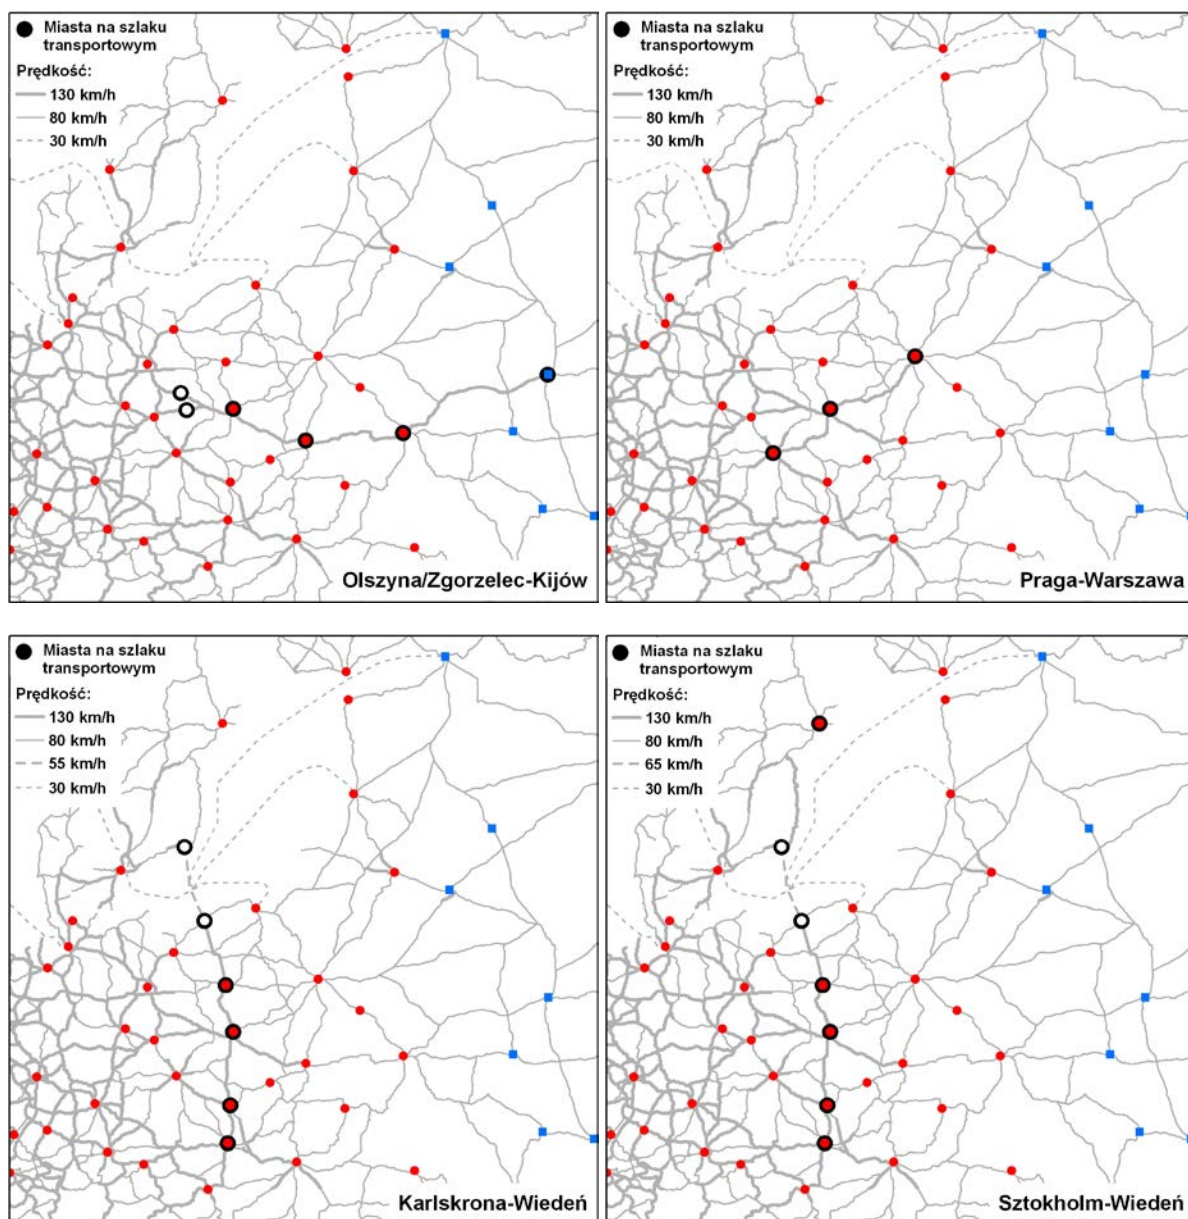 Miasta na szlaku
transportowym
Prędkość:
130 km/h
80 km/h
30 km/h
Olszyna/Zgorzelec-Kijów
Miasta na szlaku
transportowym
Prędkość:
130 km/h
80 km/h
30 km/h
Praga-Warszawa
Miasta na szlaku
transportowym
Prędkość:
130 km/h
80 km/h
55 km/h
30 km/h
Karlskrona-Wiedeń
Miasta na szlaku
transportowym
Prędkość:
130 km/h
80 km/h
65 km/h
30 km/h
Sztokholm-Wiedeń